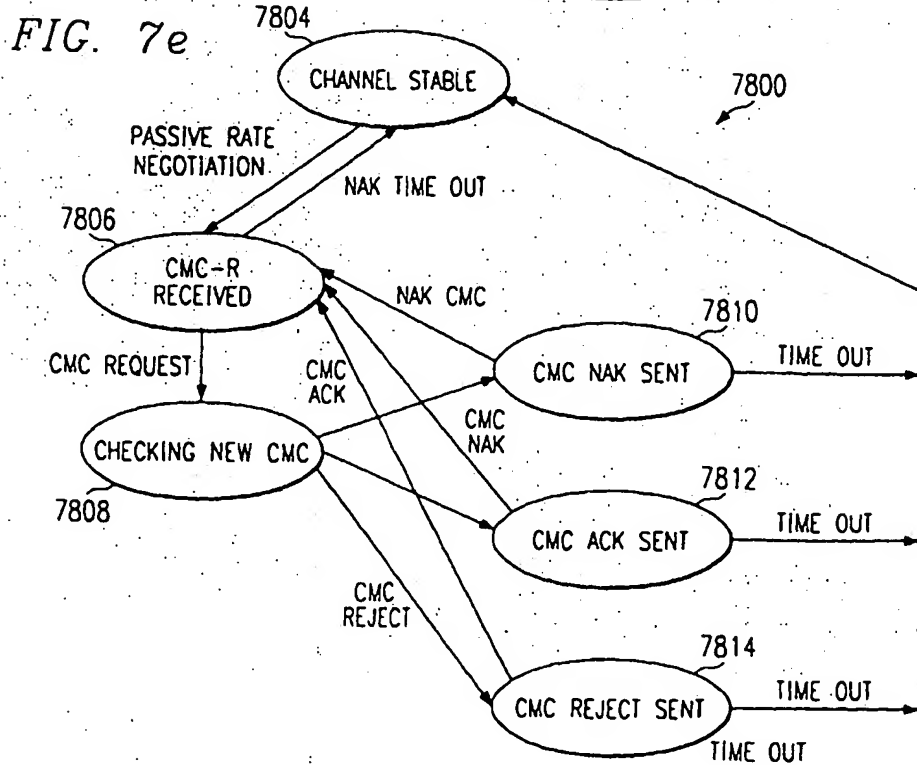 FIG. 7e
7804
CHANNEL STABLE
7800
PASSIVE RATE
NEGOTIATION
NAK TIME OUT
7806
CMC-R
RECEIVED
NAK CMC
7810
CMC REQUEST
CMC
ACK
CMC NAK SENT
TIME OUT
CMC
NAK
CHECKING NEW CMC
7808
7812
CMC ACK SENT
TIME OUT
CMC
REJECT
7814
CMC REJECT SENT
TIME OUT
TIME OUT